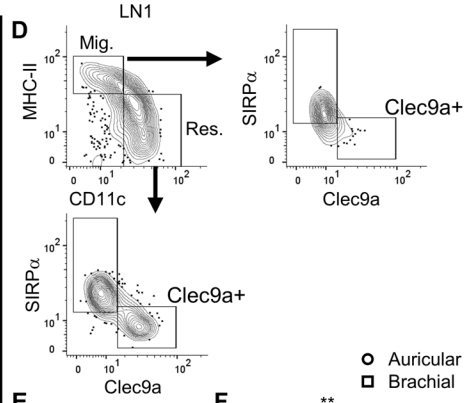 D
LN1
Mig.
MHC-II
10²
10¹
0
Res.
0 10¹ 10²
CD11c
SIRPα
10²
10¹
0
Clec9a+
0 10¹ 10²
Clec9a
SIRPα
10²
10¹
0
Clec9a+
0 10¹ 10²
Clec9a
Auricular
Brachial
**